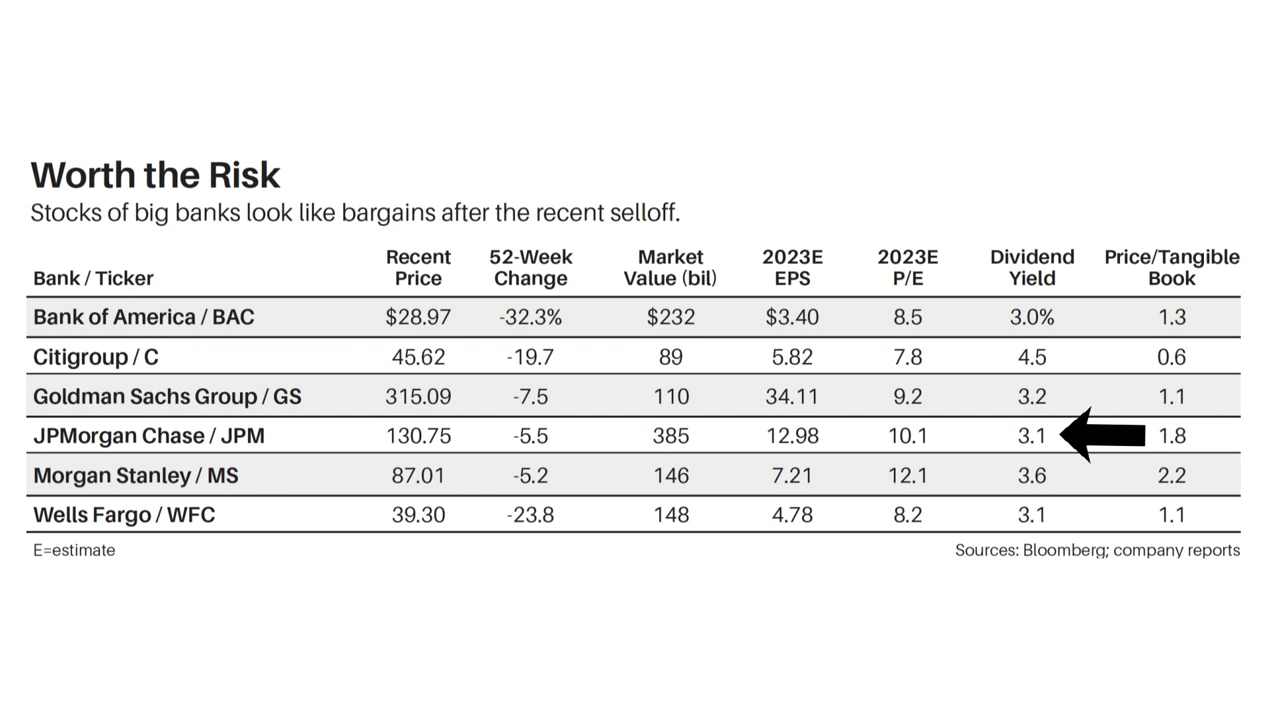 Worth the Risk
Stocks of big banks look like bargains after the recent selloff.
Bank / Ticker Recent Price 52-Week Change Market Value (bil) 2023E EPS 2023E P/E Dividend Yield Price/Tangible Book
Bank of America / BAC $28.97 -32.3% $232 $3.40 8.5 3.0% 1.3
Citigroup / C 45.62 -19.7 89 5.82 7.8 4.5 0.6
Goldman Sachs Group / GS 315.09 -7.5 110 34.11 9.2 3.2 1.1
JPMorgan Chase / JPM 130.75 -5.5 385 12.98 10.1 3.1 1.8
Morgan Stanley / MS 87.01 -5.2 146 7.21 12.1 3.6 2.2
Wells Fargo / WFC 39.30 -23.8 148 4.78 8.2 3.1 1.1
E=estimate Sources: Bloomberg; company reports